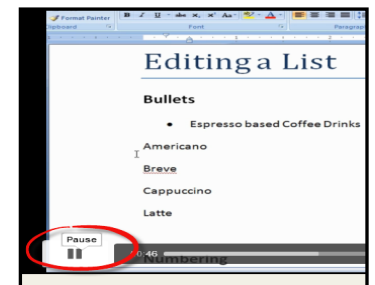 Format Painter
Clipboard Font Paragraph
Editing a List
Bullets
• Espresso based Coffee Drinks
Americano
Breve
Cappuccino
Latte
Pause
0:46
Numbering